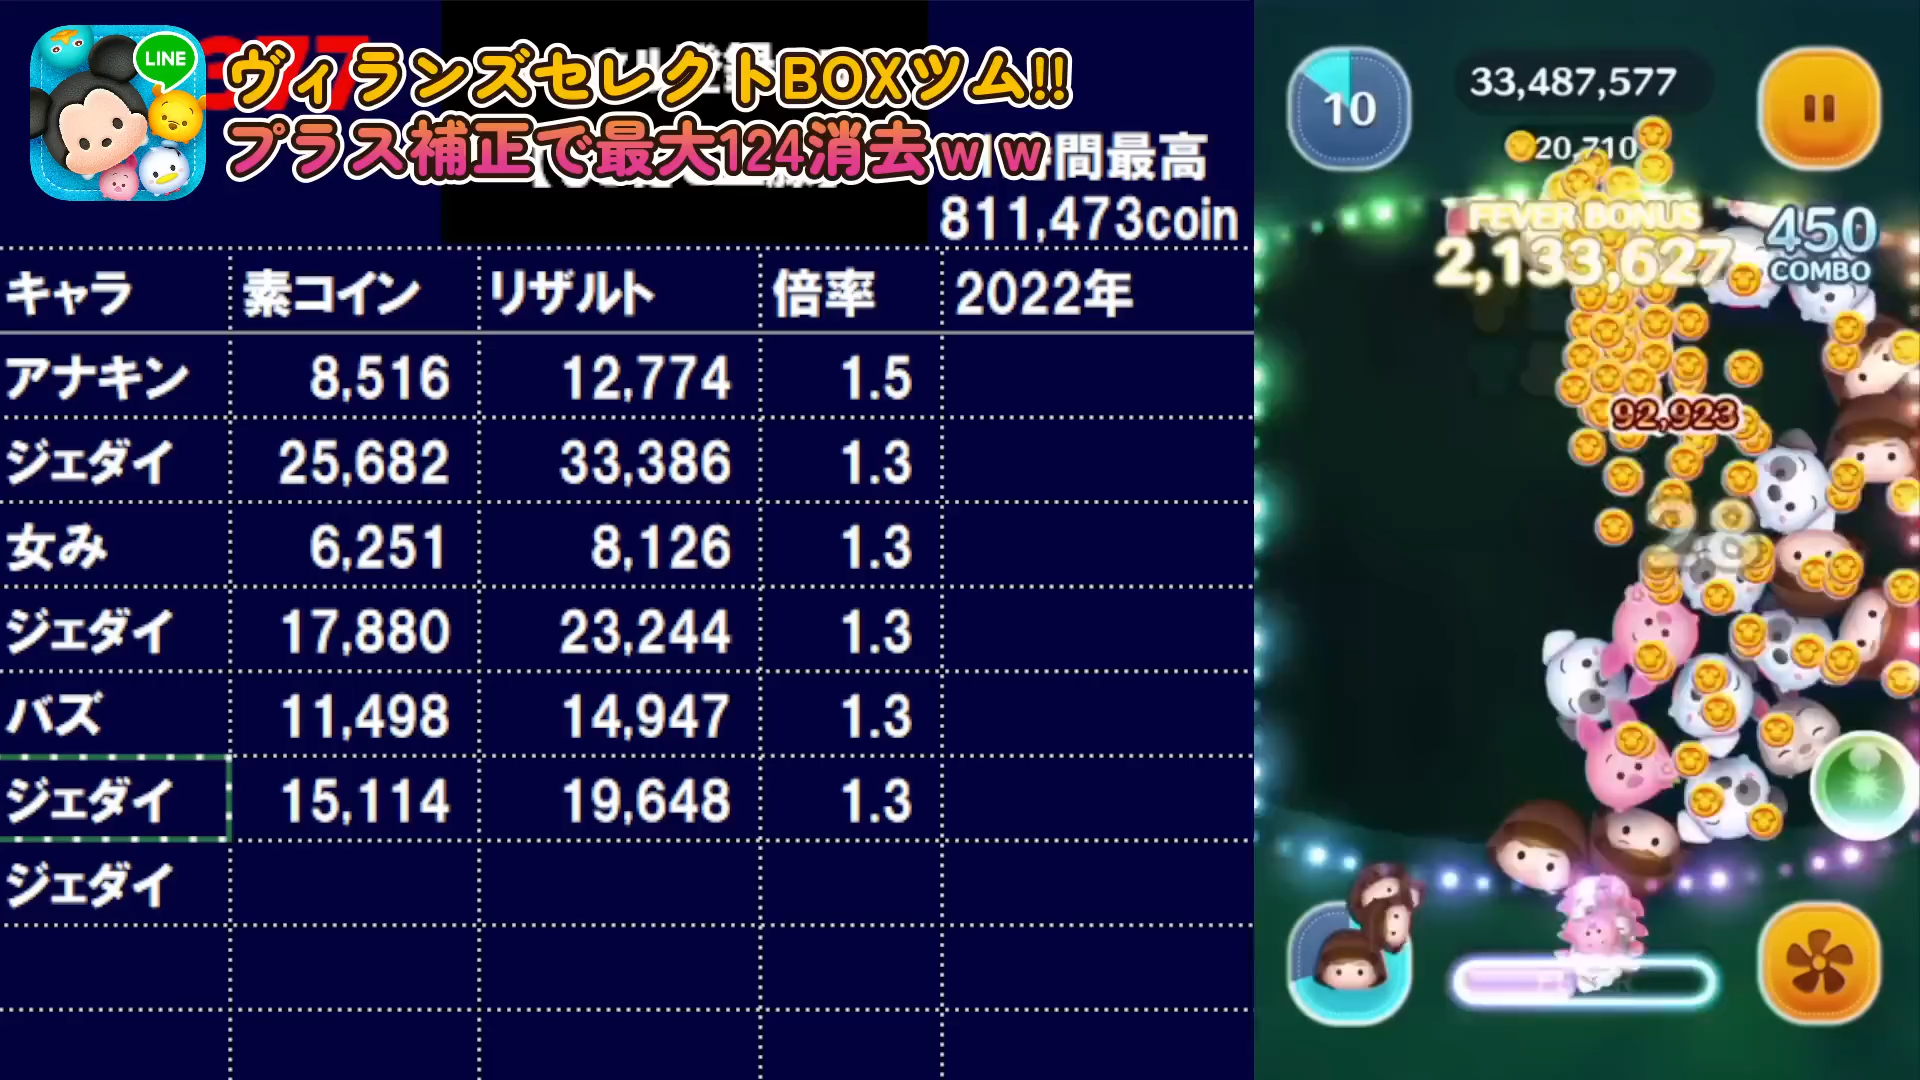 LINE
ヴィランズセレクトBOXツム!!
プラス補正で最大124消去ｗｗ
間最高
811,473coin
キャラ 素コイン リザルト 倍率 2022年
アナキン 8,516 12,774 1.5
ジェダイ 25,682 33,386 1.3
女み 6,251 8,126 1.3
ジェダイ 17,880 23,244 1.3
バズ 11,498 14,947 1.3
ジェダイ 15,114 19,648 1.3
ジェダイ
10
33,487,577
20,710
FEVER BONUS
2,133,627
450
COMBO
92,923
28